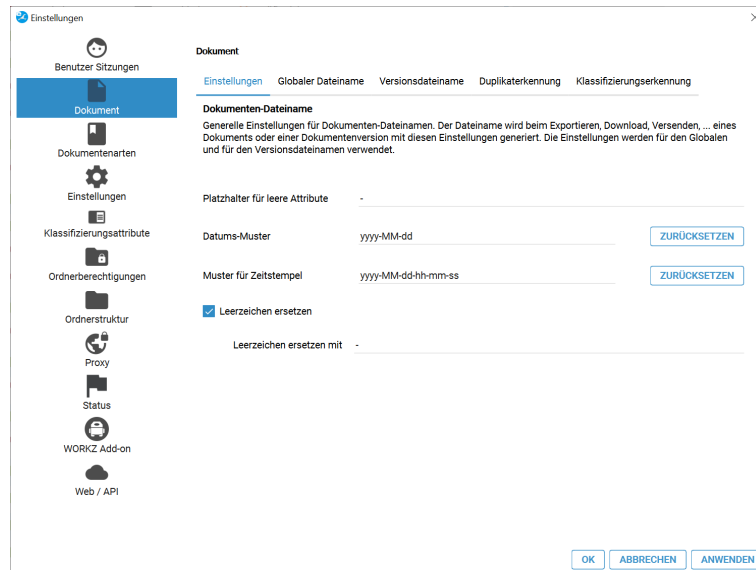 Einstellungen
Benutzer Sitzungen
Dokument
Dokumentenarten
Einstellungen
Klassifizierungsattribute
Ordnerberechtigungen
Ordnerstruktur
Proxy
Status
WORKZ Add-on
Web / API
Dokument
Einstellungen Globaler Dateiname Versionsdateiname Duplikaterkennung Klassifizierungserkennung
Dokumenten-Dateiname
Generelle Einstellungen für Dokumenten-Dateinamen. Der Dateiname wird beim Exportieren, Download, Versenden, ... eines
Dokuments oder einer Dokumentenversion mit diesen Einstellungen generiert. Die Einstellungen werden für den Globalen
und für den Versionsdateinamen verwendet.
Platzhalter für leere Attribute -
Datums-Muster yyyy-MM-dd ZURÜCKSETZEN
Muster für Zeitstempel yyyy-MM-dd-hh-mm-ss ZURÜCKSETZEN
Leerzeichen ersetzen
Leerzeichen ersetzen mit -
OK ABBRECHEN ANWENDEN